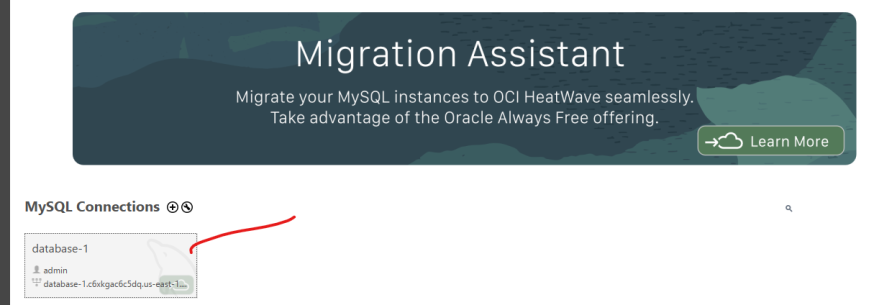 Migration Assistant
Migrate your MySQL instances to OCI HeatWave seamlessly.
Take advantage of the Oracle Always Free offering.
Learn More
MySQL Connections
database-1
admin
database-1.c6xkgac6c5dq.us-east-1...